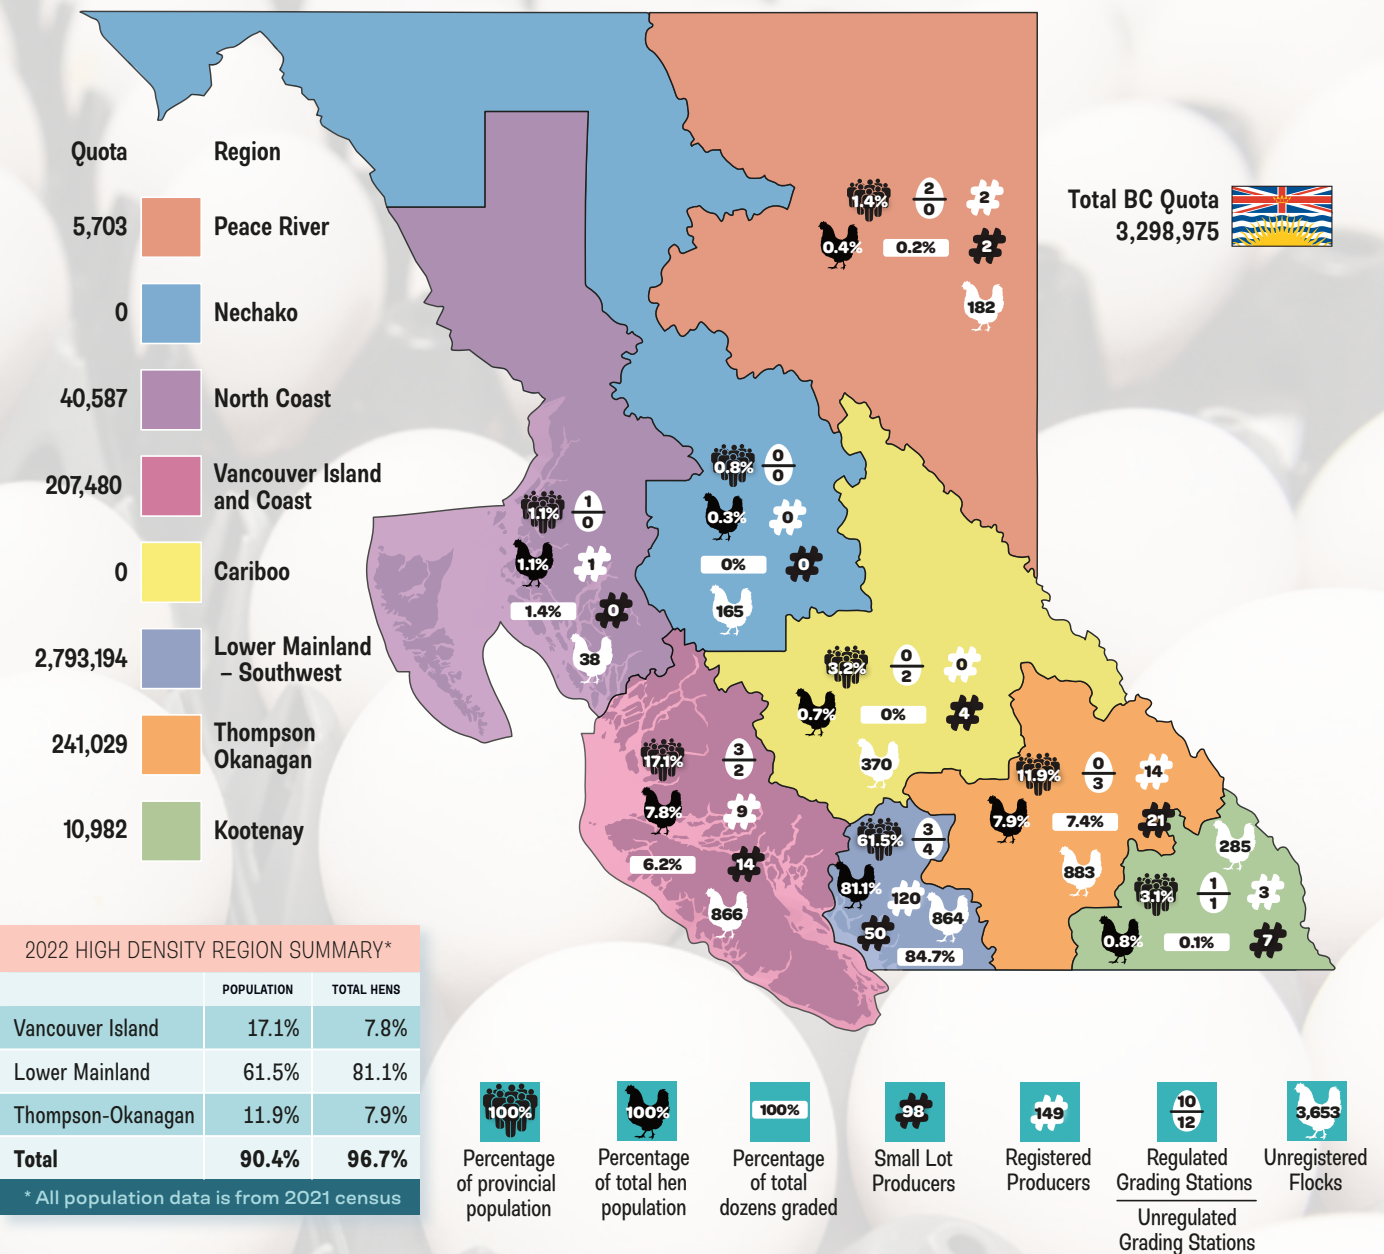 Quota Region
5,703 Peace River
0 Nechako
40,587 North Coast
207,480 Vancouver Island
and Coast
0 Cariboo
2,793,194 Lower Mainland
– Southwest
241,029 Thompson
Okanagan
10,982 Kootenay
Total BC Quota
3,298,975
1.4% 2 2
0
0.4% 0.2% 2
182
0.8% 0
0
0.3% 0
0% 0
165
1.1% 1
0
1.1% 1
1.4% 0
38
3.2% 0 0
2
0.7% 0% 4
370
17.1% 3
2
7.8% 9
6.2% 14
866
11.9% 0 14
3
7.9% 7.4% 21
883
61.5% 3
4
81.1% 120
864
50
84.7%
285
3.1% 1 3
1
0.8% 0.1% 7
2022 HIGH DENSITY REGION SUMMARY*
POPULATION TOTAL HENS
Vancouver Island 17.1% 7.8%
Lower Mainland 61.5% 81.1%
Thompson-Okanagan 11.9% 7.9%
Total 90.4% 96.7%
* All population data is from 2021 census
100%
Percentage
of provincial
population
100%
Percentage
of total hen
population
100%
Percentage
of total
dozens graded
98
Small Lot
Producers
149
Registered
Producers
10
12
Regulated
Grading Stations
Unregulated
Grading Stations
3,653
Unregistered
Flocks